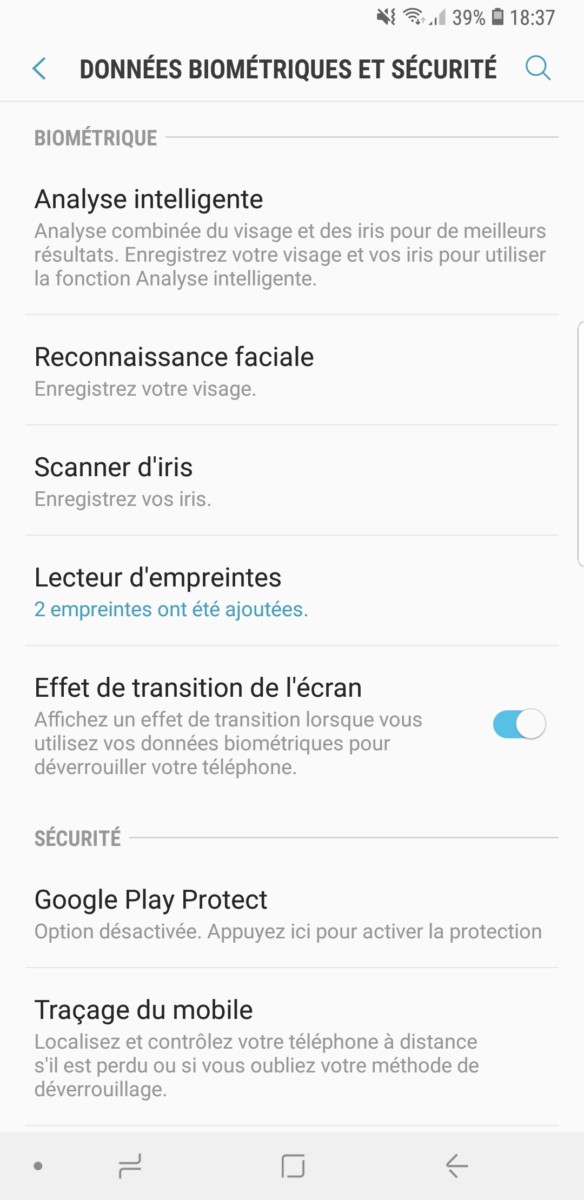 39% 18:37
DONNÉES BIOMÉTRIQUES ET SÉCURITÉ
BIOMÉTRIQUE
Analyse intelligente
Analyse combinée du visage et des iris pour de meilleurs
résultats. Enregistrez votre visage et vos iris pour utiliser
la fonction Analyse intelligente.
Reconnaissance faciale
Enregistrez votre visage.
Scanner d'iris
Enregistrez vos iris.
Lecteur d'empreintes
2 empreintes ont été ajoutées.
Effet de transition de l'écran
Affichez un effet de transition lorsque vous
utilisez vos données biométriques pour
déverrouiller votre téléphone.
SÉCURITÉ
Google Play Protect
Option désactivée. Appuyez ici pour activer la protection
Traçage du mobile
Localisez et contrôlez votre téléphone à distance
s'il est perdu ou si vous oubliez votre méthode de
déverrouillage.